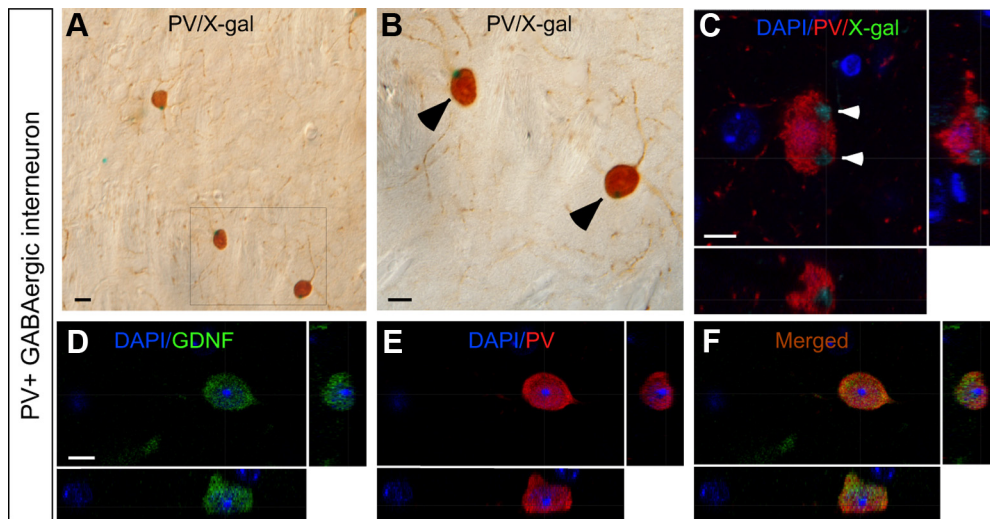 PV+ GABAergic interneuron
A PV/X-gal
B PV/X-gal
C DAPI/PV/X-gal
D DAPI/GDNF
E DAPI/PV
F Merged